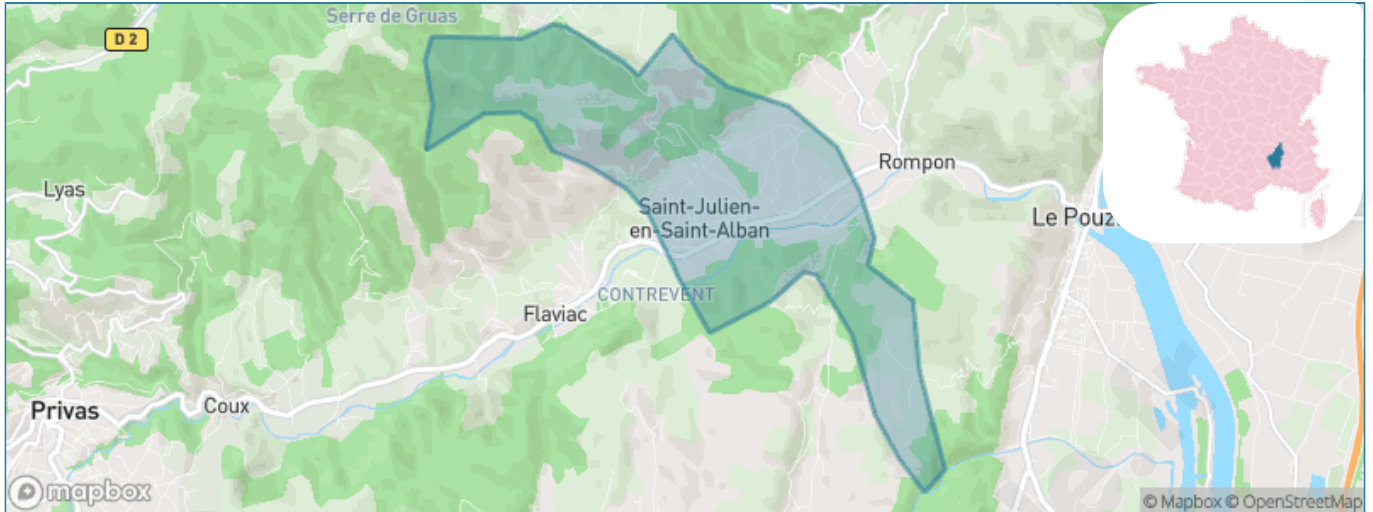 Serre de Gruas
D 2
Lyas
Rompon
Saint-Julien-
en-Saint-Alban
Le Pouz
CONTREVENT
Flaviac
Privas
Coux
mapbox
© Mapbox © OpenStreetMap